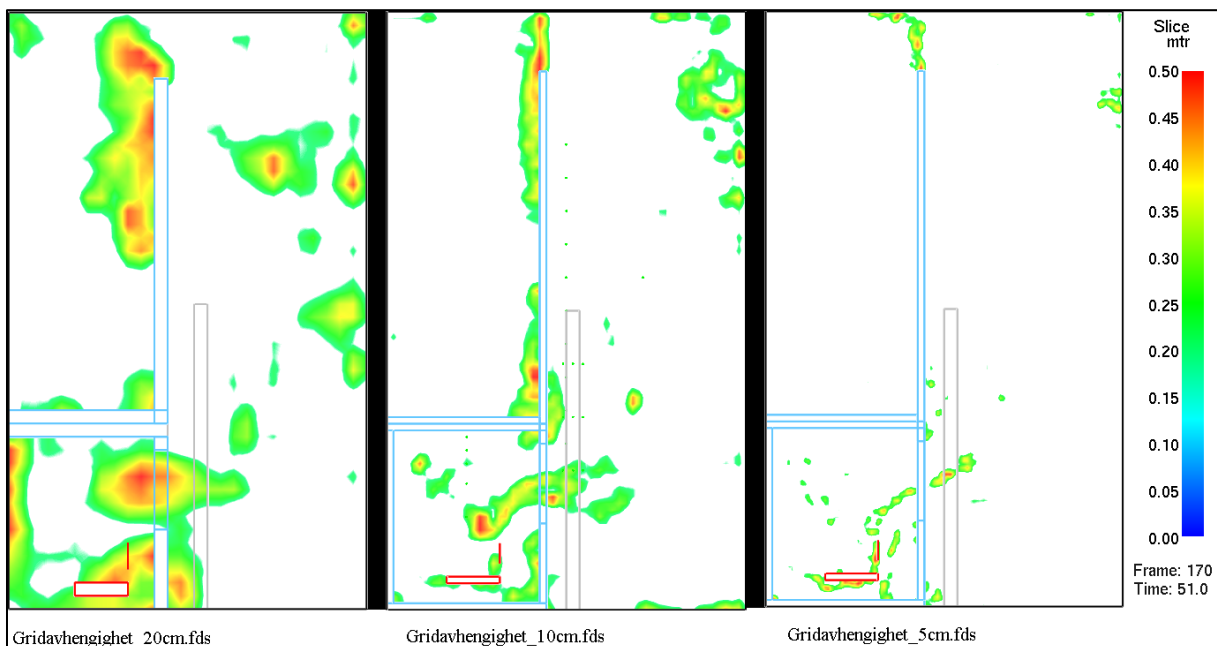 Slice
mtr
0.50
0.45
0.40
0.35
0.30
0.25
0.20
0.15
0.10
0.05
0.00
Frame: 170
Time: 51.0
Gridavhengighet_20cm.fds
Gridavhengighet_10cm.fds
Gridavhengighet_5cm.fds